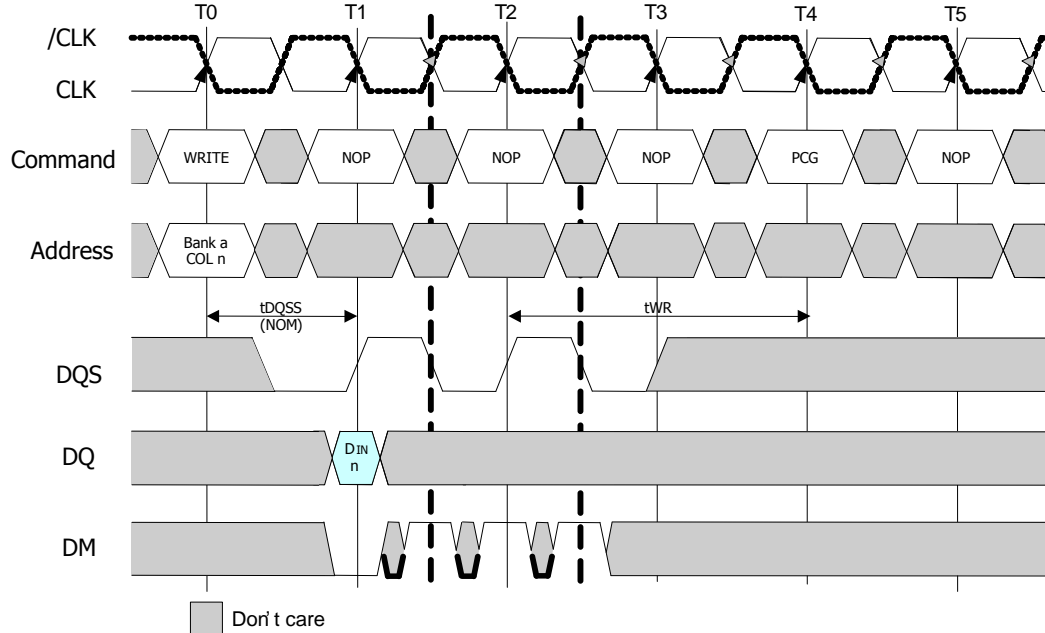 T0 T1 T2 T3 T4 T5
/CLK
CLK
Command WRITE NOP NOP NOP PCG NOP
Address Bank a
COL n
tDQSS
(NOM)
tWR
DQS
DQ DIN
n
DM
Don't care